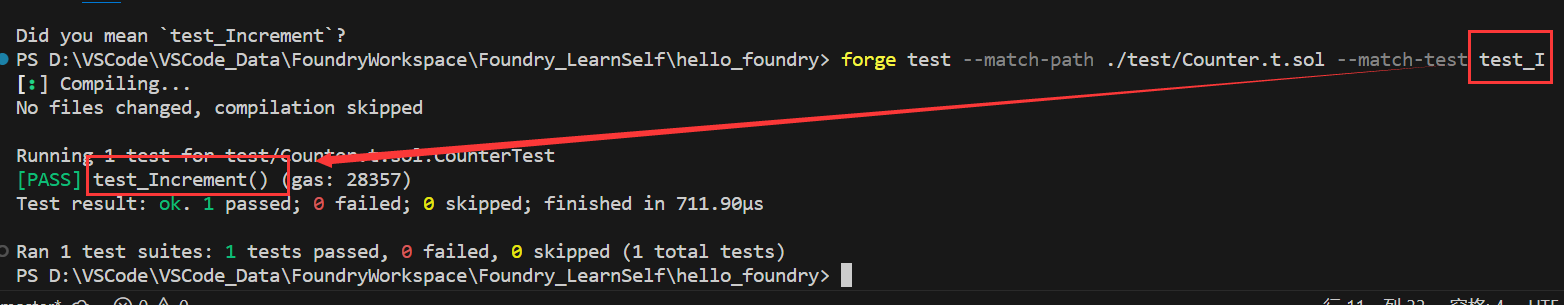 Did you mean `test_Increment`?
PS D:\VSCode\VSCode_Data\FoundryWorkspace\Foundry_LearnSelf\hello_foundry> forge test --match-path ./test/Counter.t.sol --match-test test_I
[:] Compiling...
No files changed, compilation skipped
Running 1 test for test/Counter.t.sol:CounterTest
[PASS] test_Increment() (gas: 28357)
Test result: ok. 1 passed; 0 failed; 0 skipped; finished in 711.90µs
Ran 1 test suites: 1 tests passed, 0 failed, 0 skipped (1 total tests)
PS D:\VSCode\VSCode_Data\FoundryWorkspace\Foundry_LearnSelf\hello_foundry>